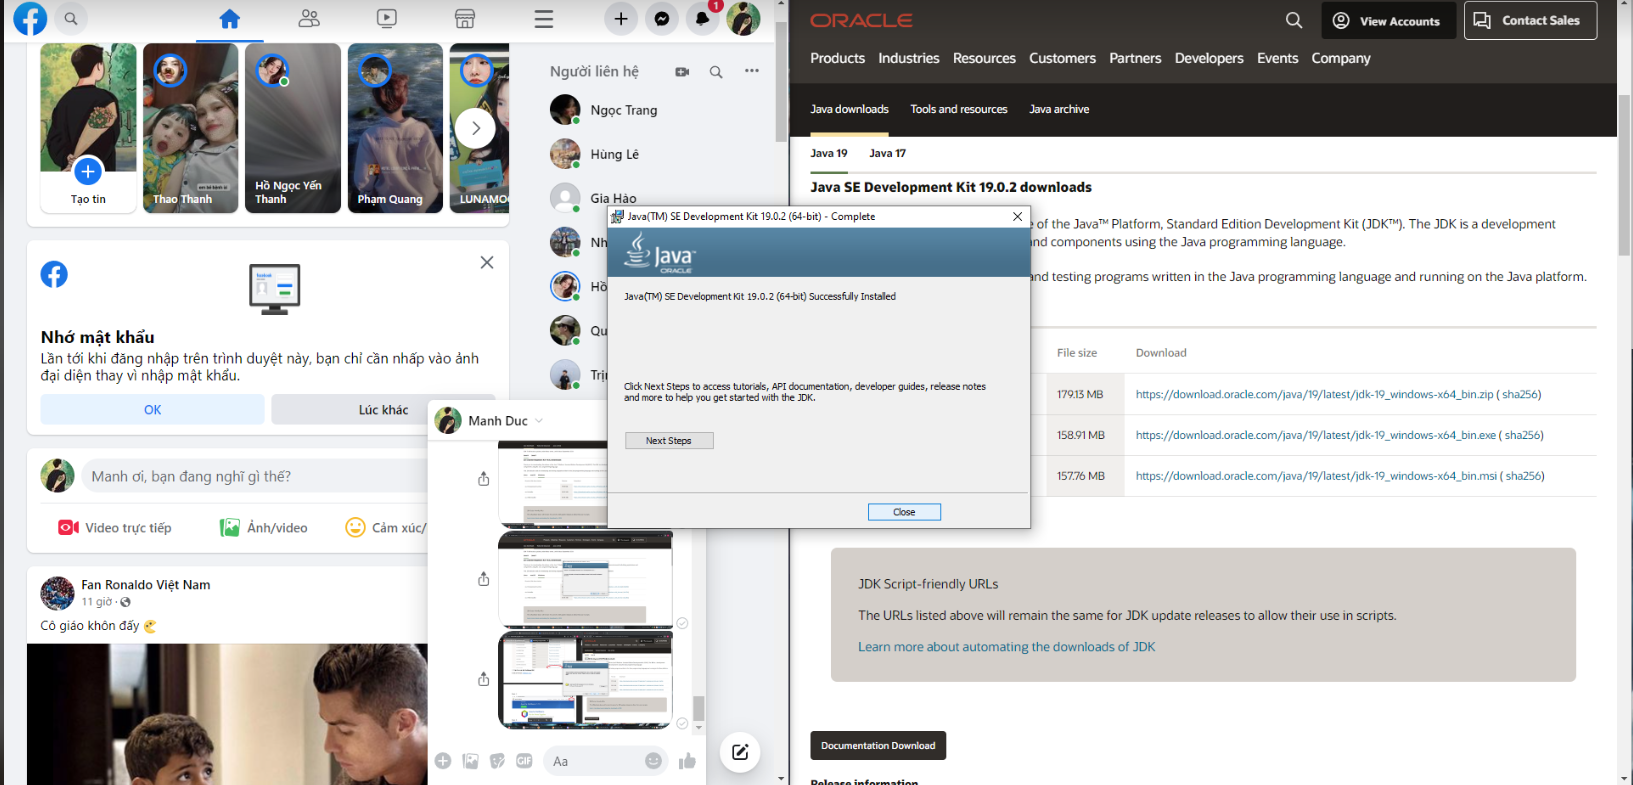 1
Tạo tin
Thao Thanh
Hồ Ngọc Yến
Thanh
Phạm Quang
LUNAMOO
Người liên hệ
Ngọc Trang
Hùng Lê
Gia Hào
Nh
Hồ
Qu
Trịn
Nhớ mật khẩu
Lần tới khi đăng nhập trên trình duyệt này, bạn chỉ cần nhấp vào ảnh
đại diện thay vì nhập mật khẩu.
OK
Lúc khác
Manh ơi, bạn đang nghĩ gì thế?
Video trực tiếp
Ảnh/video
Cảm xúc/
Fan Ronaldo Việt Nam
11 giờ ·
Cô giáo khôn đấy
Manh Duc
GIF
Aa
Java(TM) SE Development Kit 19.0.2 (64-bit) - Complete
Java™
ORACLE
Java(TM) SE Development Kit 19.0.2 (64-bit) Successfully Installed
Click Next Steps to access tutorials, API documentation, developer guides, release notes
and more to help you get started with the JDK.
Next Steps
Close
ORACLE
View Accounts
Contact Sales
Products
Industries
Resources
Customers
Partners
Developers
Events
Company
Java downloads
Tools and resources
Java archive
Java 19
Java 17
Java SE Development Kit 19.0.2 downloads
e of the Java™ Platform, Standard Edition Development Kit (JDK™). The JDK is a development
nd components using the Java programming language.
nd testing programs written in the Java programming language and running on the Java platform.
File size
Download
179.13 MB
https://download.oracle.com/java/19/latest/jdk-19_windows-x64_bin.zip ( sha256)
158.91 MB
https://download.oracle.com/java/19/latest/jdk-19_windows-x64_bin.exe ( sha256)
157.76 MB
https://download.oracle.com/java/19/latest/jdk-19_windows-x64_bin.msi ( sha256)
JDK Script-friendly URLs
The URLs listed above will remain the same for JDK update releases to allow their use in scripts.
Learn more about automating the downloads of JDK
Documentation Download
Release information